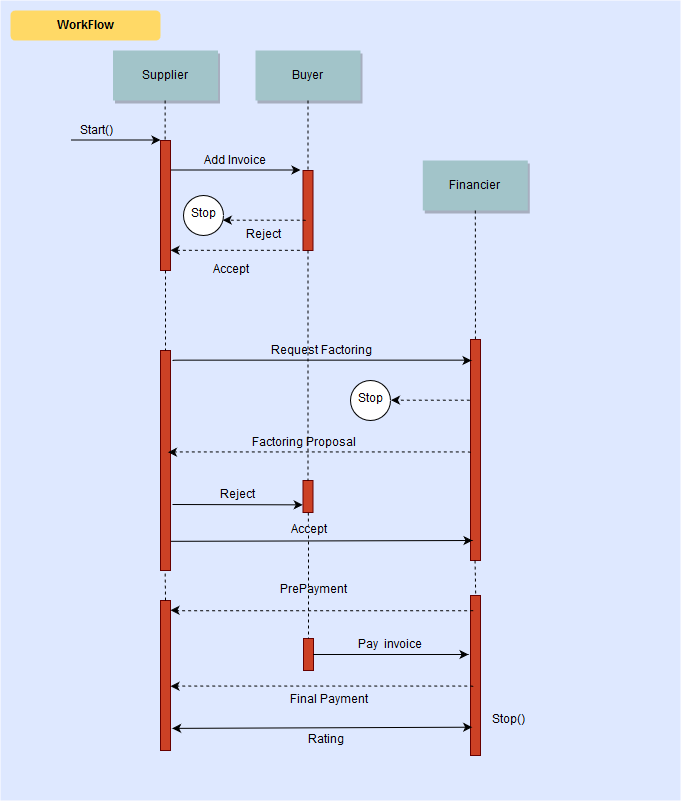 WorkFlow
Supplier
Buyer
Start()
Add Invoice
Financier
Stop
Reject
Accept
Request Factoring
Stop
Factoring Proposal
Reject
Accept
PrePayment
Pay invoice
Final Payment
Stop()
Rating